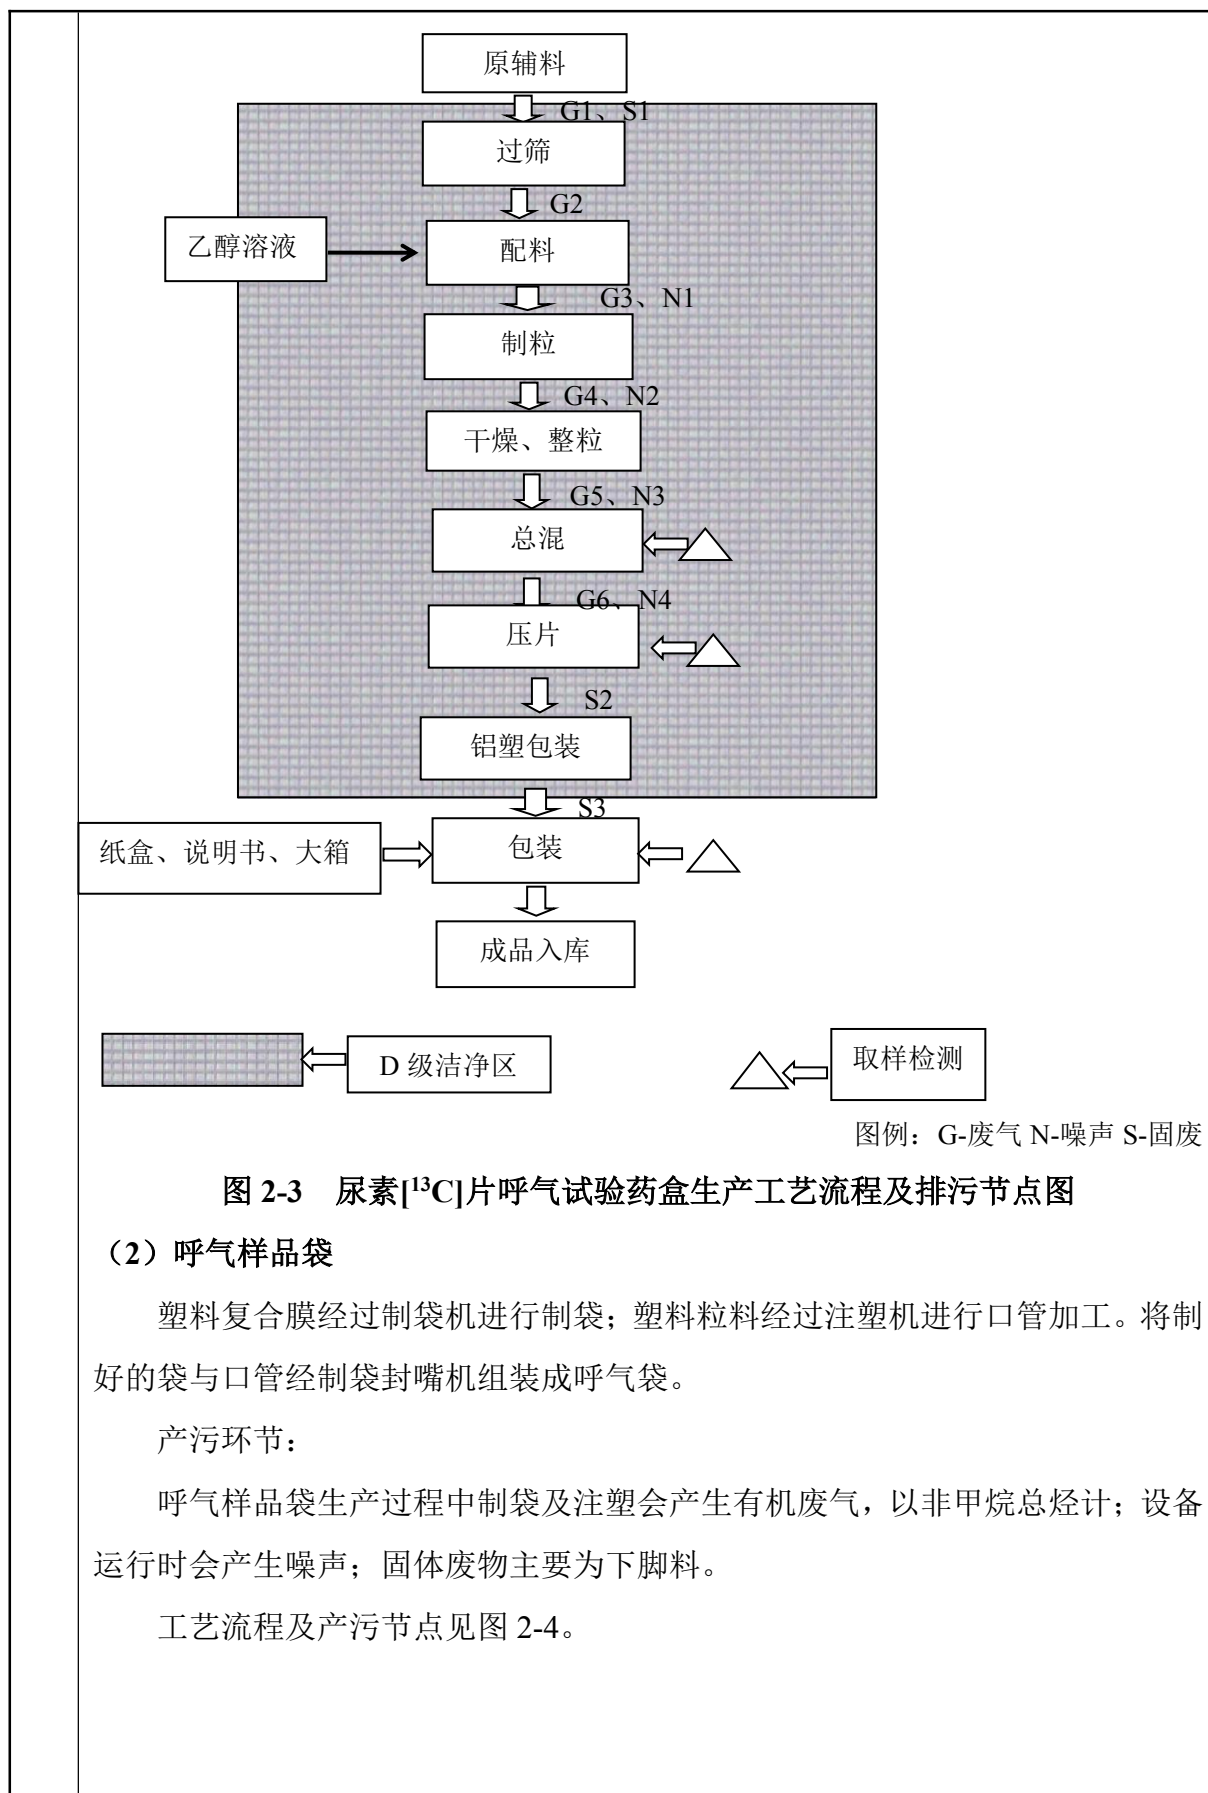 原辅料
G1、S1
过筛
G2
乙醇溶液
配料
G3、N1
制粒
G4、N2
干燥、整粒
G5、N3
总混
G6、N4
压片
S2
铝塑包装
S3
纸盒、说明书、大箱
包装
成品入库
D 级洁净区
取样检测
图例：G-废气 N-噪声 S-固废
图 2-3 尿素[¹³C]片呼气试验药盒生产工艺流程及排污节点图
（2）呼气样品袋
塑料复合膜经过制袋机进行制袋；塑料粒料经过注塑机进行口管加工。将制
好的袋与口管经制袋封嘴机组装成呼气袋。
产污环节：
呼气样品袋生产过程中制袋及注塑会产生有机废气，以非甲烷总烃计；设备
运行时会产生噪声；固体废物主要为下脚料。
工艺流程及产污节点见图 2-4。